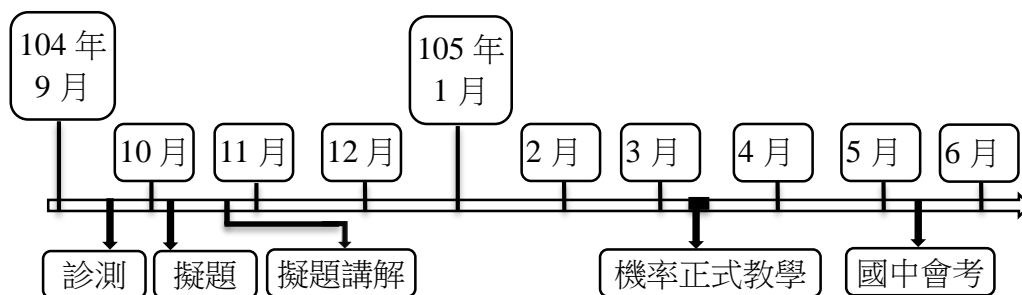 104 年
9 月
105 年
1 月
10 月
11 月
12 月
2 月
3 月
4 月
5 月
6 月
診測
擬題
擬題講解
機率正式教學
國中會考